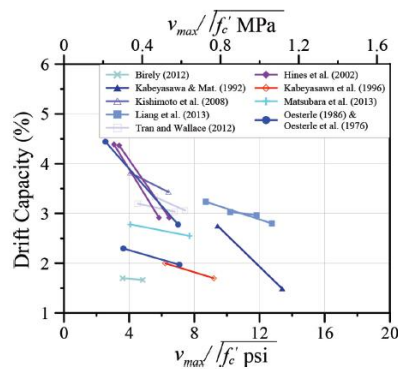 v_max/√f_c' MPa
0 0.4 0.8 1.2 1.6
Birely (2012)
Kabeyasawa & Mat. (1992)
Kishimoto et al. (2008)
Liang et al. (2013)
Tran and Wallace (2012)
Hines et al. (2002)
Kabeyasawa et al. (1996)
Matsubara et al. (2013)
Oesterle (1986) &
Oesterle et al. (1976)
Drift Capacity (%)
6
5
4
3
2
1
0 4 8 12 16 20
v_max/√f_c' psi